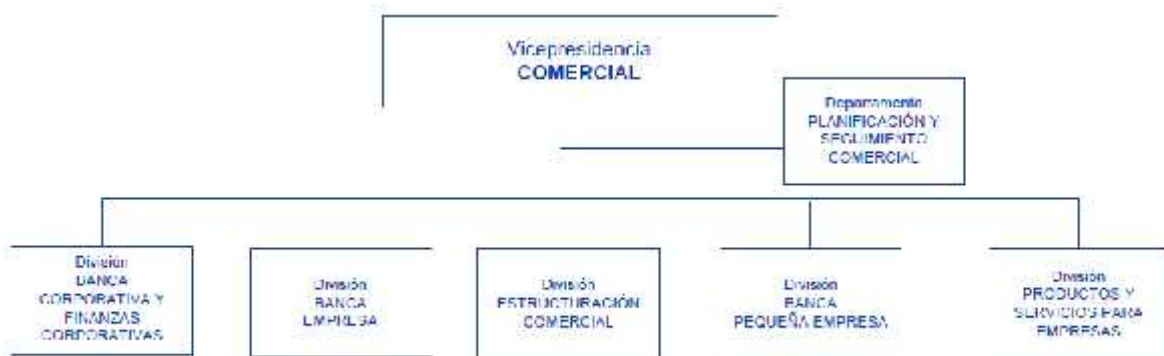 Vicepresidencia
COMERCIAL
Departamento
PLANIFICACIÓN Y
SEGUIMIENTO
COMERCIAL
División
BANCA
CORPORATIVA Y
FINANZAS
CORPORATIVAS
División
BANCA
EMPRESA
División
ESTRUCTURACIÓN
COMERCIAL
División
BANCA
PEQUEÑA EMPRESA
División
PRODUCTOS Y
SERVICIOS PARA
EMPRESAS